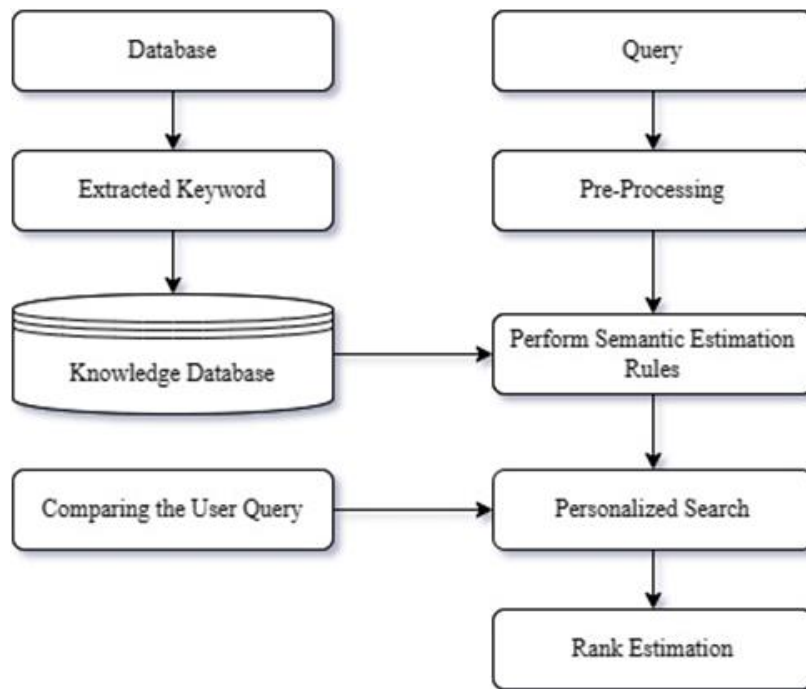 Database
Query
Extracted Keyword
Pre-Processing
Knowledge Database
Perform Semantic Estimation
Rules
Comparing the User Query
Personalized Search
Rank Estimation